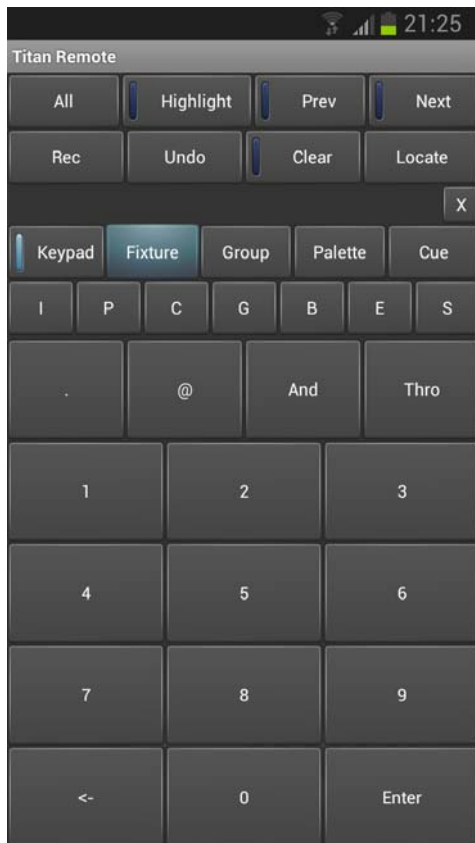 21:25
Titan Remote
All Highlight Prev Next
Rec Undo Clear Locate
X
Keypad Fixture Group Palette Cue
I P C G B E S
. @ And Thro
1 2 3
4 5 6
7 8 9
<- 0 Enter